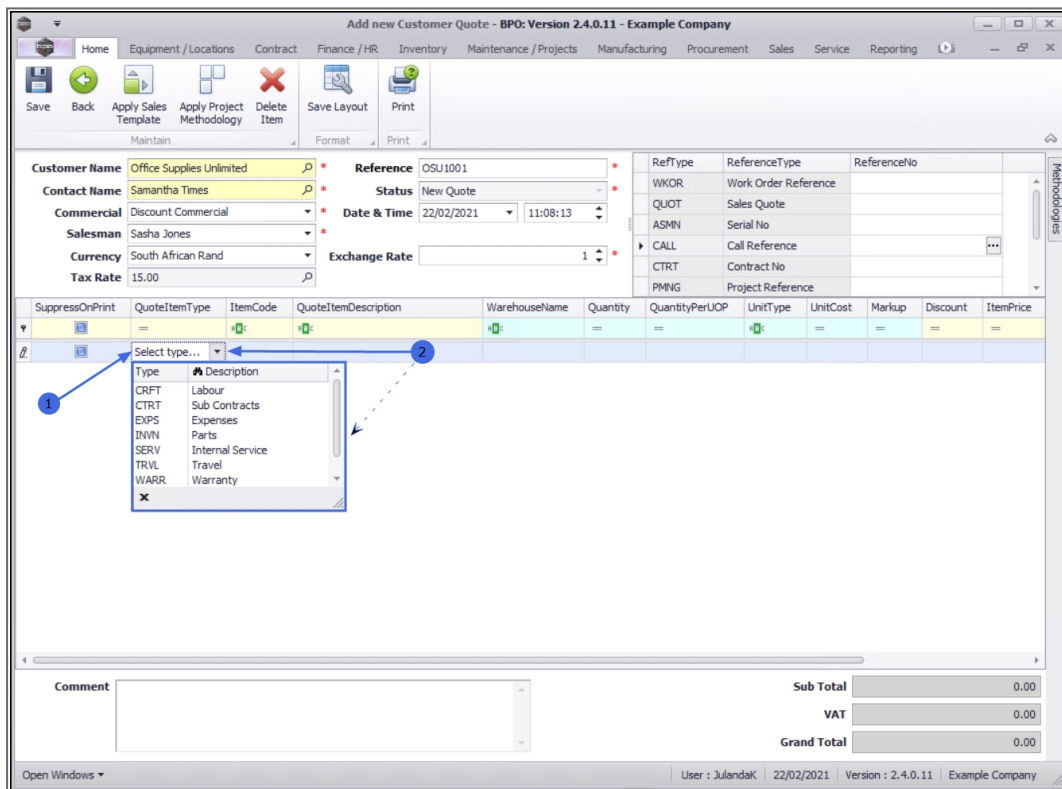 Add new Customer Quote - BPO: Version 2.4.0.11 - Example Company
Home Equipment / Locations Contract Finance / HR Inventory Maintenance / Projects Manufacturing Procurement Sales Service Reporting
Save Back Apply Sales Template Apply Project Methodology Delete Item Save Layout Print
Maintain Format Print
Customer Name Office Supplies Unlimited * Reference OSU1001 *
Contact Name Samantha Times * Status New Quote *
Commercial Discount Commercial * Date & Time 22/02/2021 11:08:13
Salesman Sasha Jones *
Currency South African Rand Exchange Rate 1 *
Tax Rate 15.00
RefType ReferenceType ReferenceNo
WKOR Work Order Reference
QUOT Sales Quote
ASMN Serial No
CALL Call Reference ...
CTRT Contract No
PMNG Project Reference
Methodologies
SuppressOnPrint QuoteItemType ItemCode QuoteItemDescription WarehouseName Quantity QuantityPerUOP UnitType UnitCost Markup Discount ItemPrice
= = = = = = =
Select type... 2
Type Description
CRFT Labour
1 CTRT Sub Contracts
EXPS Expenses
INVN Parts
SERV Internal Service
TRVL Travel
WARR Warranty
x
Comment Sub Total 0.00
VAT 0.00
Grand Total 0.00
Open Windows User : JulandaK 22/02/2021 Version : 2.4.0.11 Example Company